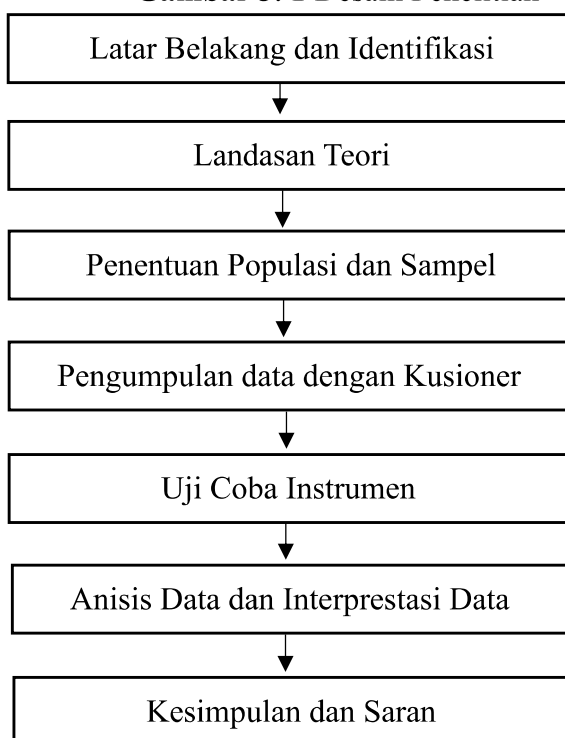 Latar Belakang dan Identifikasi
Landasan Teori
Penentuan Populasi dan Sampel
Pengumpulan data dengan Kusioner
Uji Coba Instrumen
Anisis Data dan Interprestasi Data
Kesimpulan dan Saran